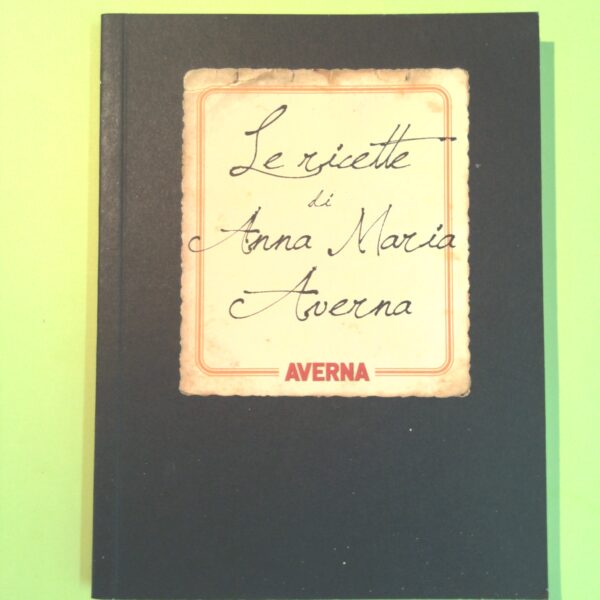 Le ricette
di
Anna Maria
Averna
AVERNA